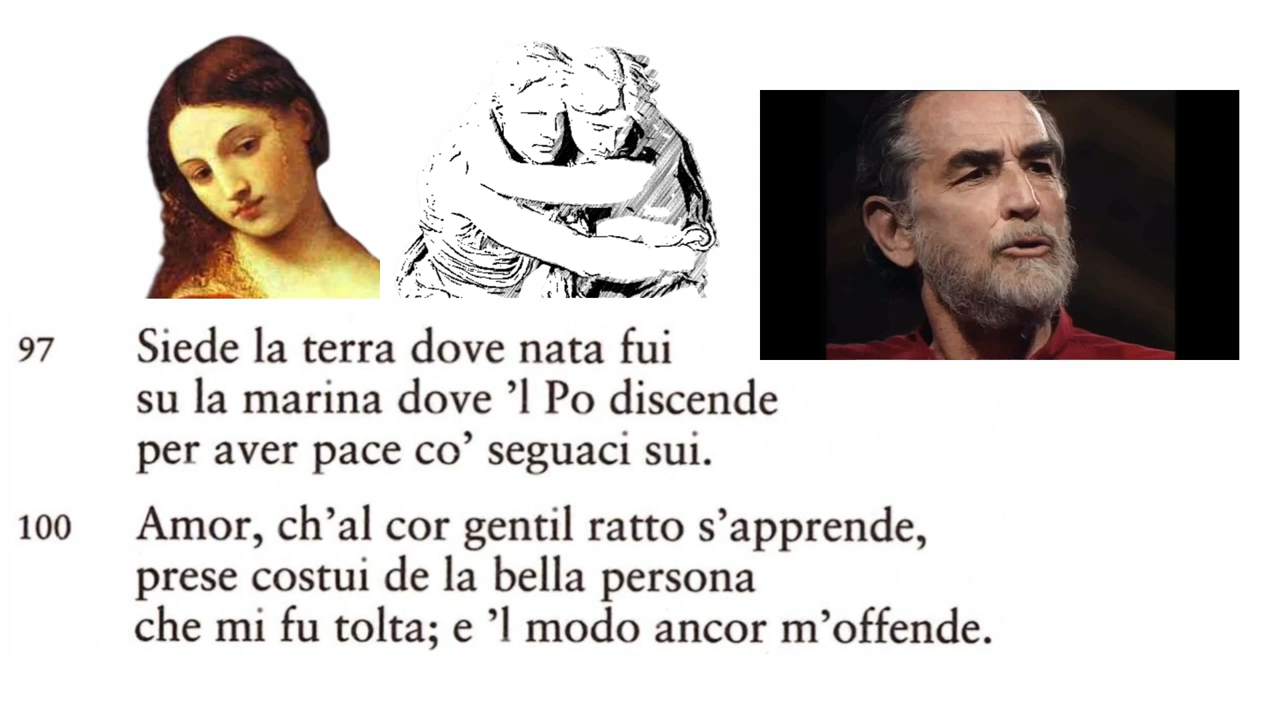 97 Siede la terra dove nata fui
su la marina dove ’l Po discende
per aver pace co’ seguaci sui.
100 Amor, ch’al cor gentil ratto s’apprende,
prese costui de la bella persona
che mi fu tolta; e ’l modo ancor m’offende.